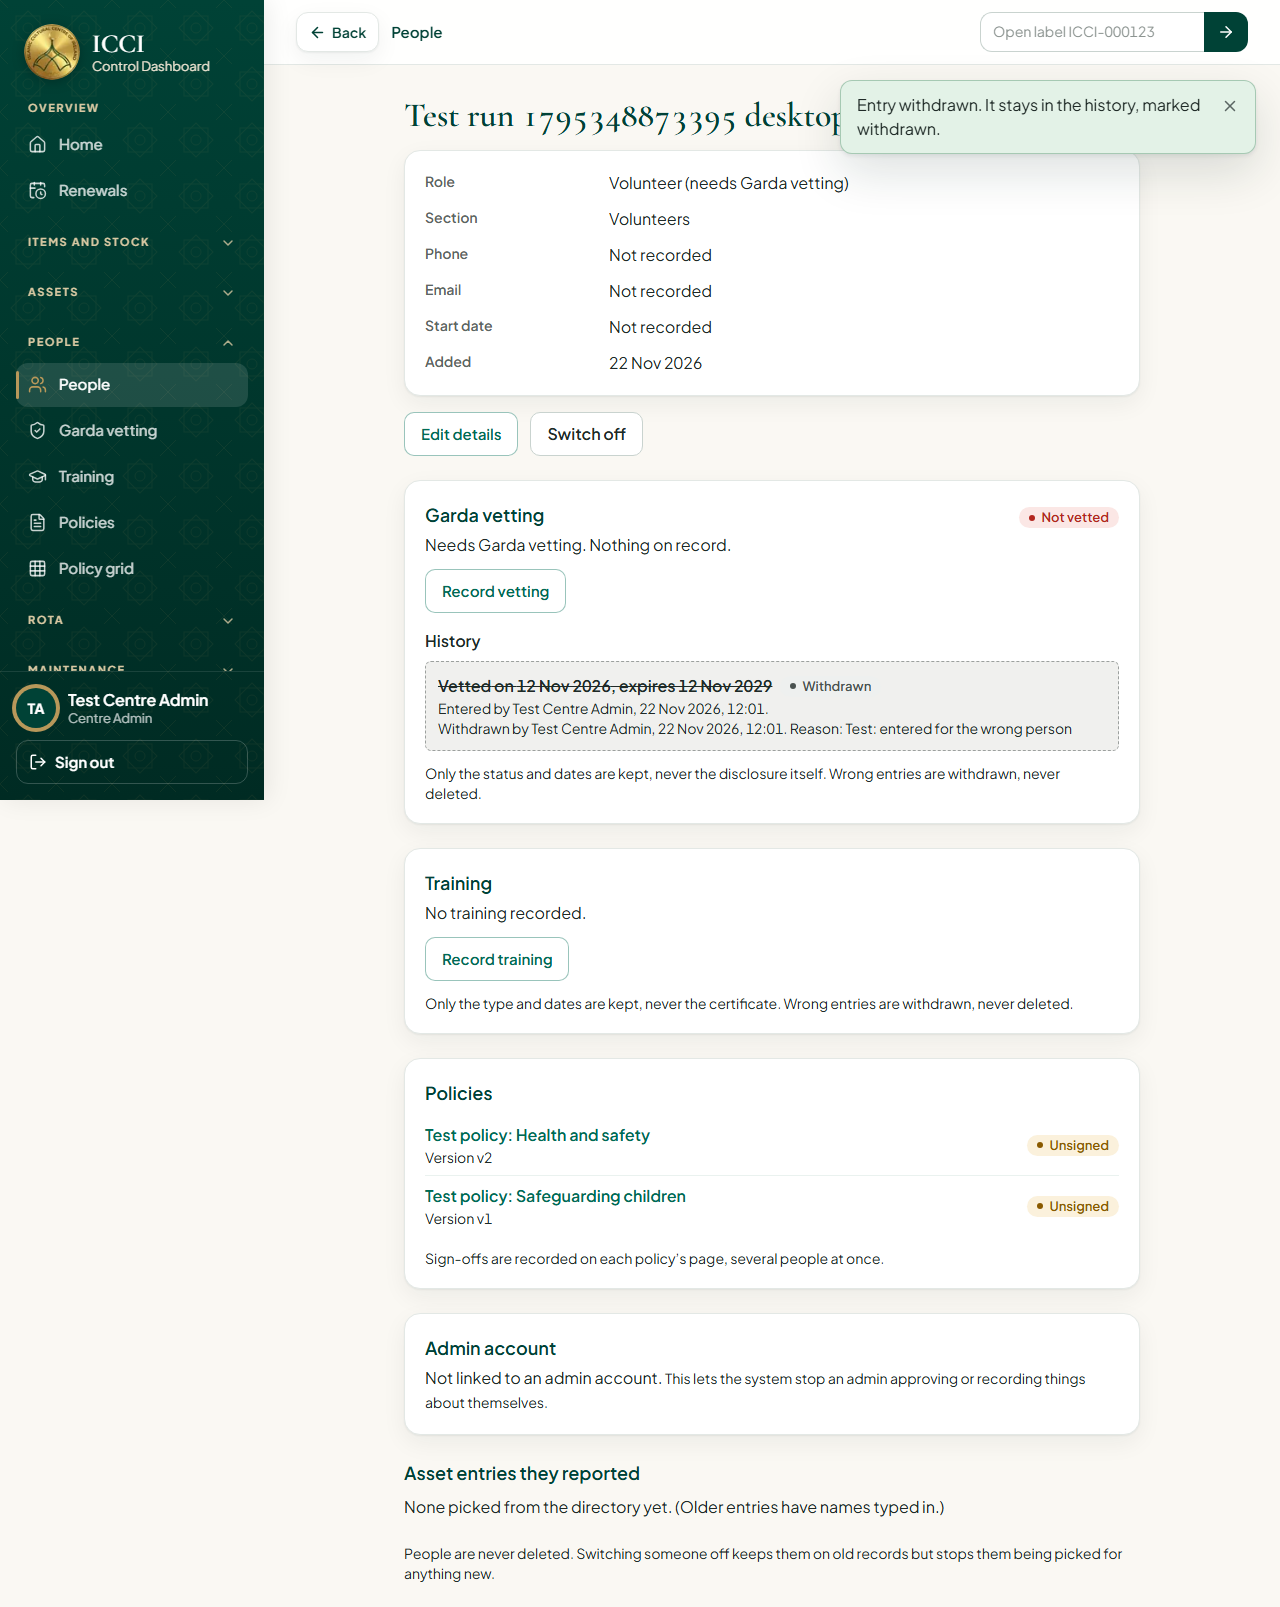 ICCI
Control Dashboard
OVERVIEW
Home
Renewals
ITEMS AND STOCK
ASSETS
PEOPLE
People
Garda vetting
Training
Policies
Policy grid
ROTA
MAINTENANCE
TA
Test Centre Admin
Centre Admin
Sign out
Back
People
Open label ICCI-000123
Entry withdrawn. It stays in the history, marked
withdrawn.
Test run 1795348873395 desktop
Role
Volunteer (needs Garda vetting)
Section
Volunteers
Phone
Not recorded
Email
Not recorded
Start date
Not recorded
Added
22 Nov 2026
Edit details
Switch off
Garda vetting
Not vetted
Needs Garda vetting. Nothing on record.
Record vetting
History
Vetted on 12 Nov 2026, expires 12 Nov 2029
Withdrawn
Entered by Test Centre Admin, 22 Nov 2026, 12:01.
Withdrawn by Test Centre Admin, 22 Nov 2026, 12:01. Reason: Test: entered for the wrong person
Only the status and dates are kept, never the disclosure itself. Wrong entries are withdrawn, never
deleted.
Training
No training recorded.
Record training
Only the type and dates are kept, never the certificate. Wrong entries are withdrawn, never deleted.
Policies
Test policy: Health and safety
Version v2
Unsigned
Test policy: Safeguarding children
Version v1
Unsigned
Sign-offs are recorded on each policy's page, several people at once.
Admin account
Not linked to an admin account. This lets the system stop an admin approving or recording things
about themselves.
Asset entries they reported
None picked from the directory yet. (Older entries have names typed in.)
People are never deleted. Switching someone off keeps them on old records but stops them being picked for
anything new.